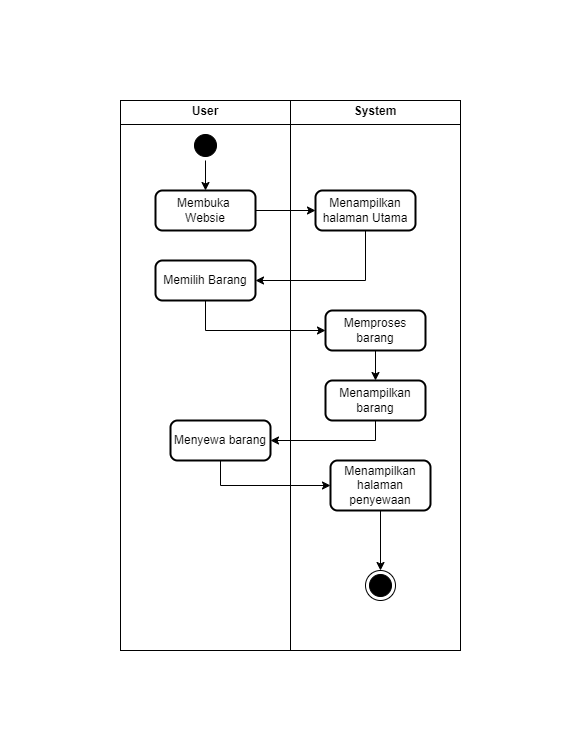 User
System
Membuka
Websie
Menampilkan
halaman Utama
Memilih Barang
Memproses
barang
Menampilkan
barang
Menyewa barang
Menampilkan
halaman
penyewaan